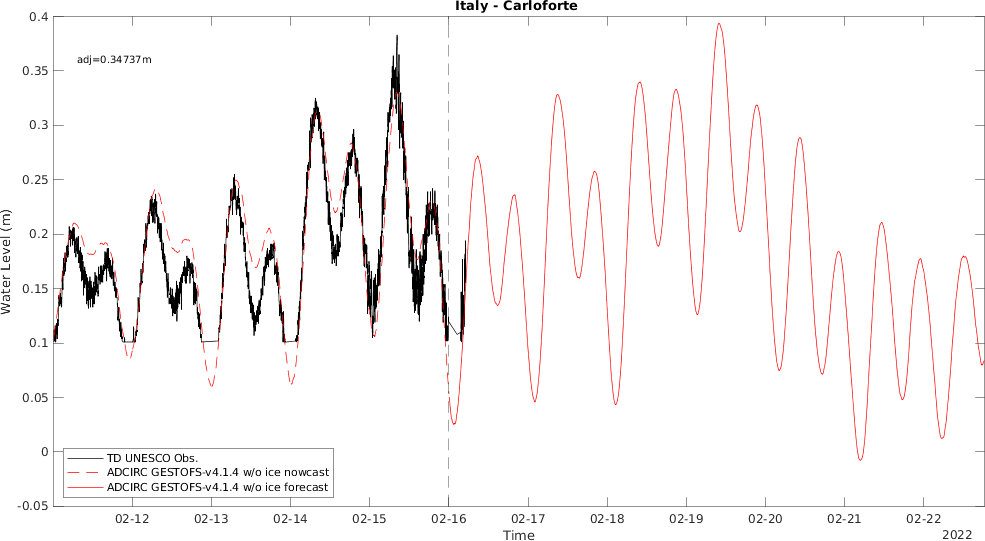 Italy - Carloforte
adj=0.34737m
0.4
0.35
0.3
0.25
0.2
0.15
0.1
0.05
0
-0.05
Water Level (m)
TD UNESCO Obs.
ADCIRC GESTOFS-v4.1.4 w/o ice nowcast
ADCIRC GESTOFS-v4.1.4 w/o ice forecast
02-12 02-13 02-14 02-15 02-16 02-17 02-18 02-19 02-20 02-21 02-22
Time
2022